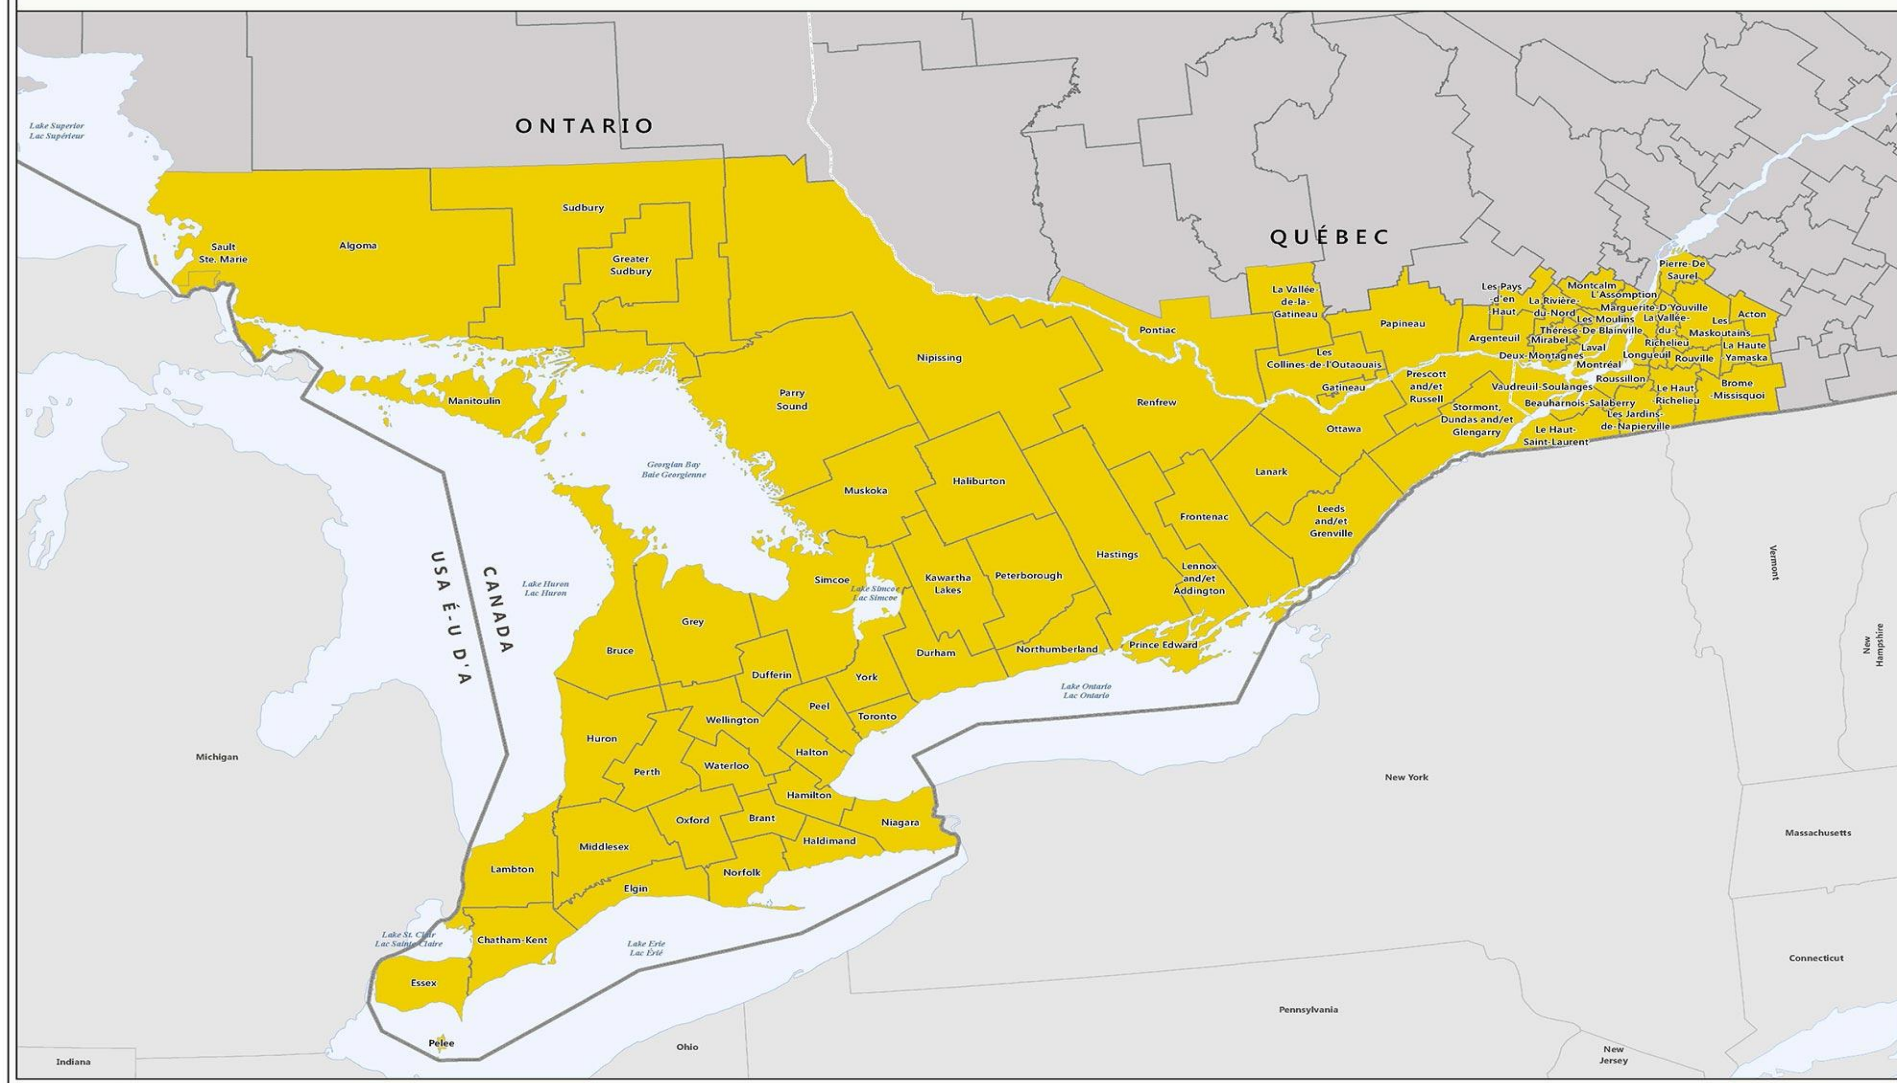 Lake Superior
Lac Supérieur
ONTARIO
QUÉBEC
Sault
Ste. Marie
Algoma
Sudbury
Greater
Sudbury
Manitoulin
Nipissing
Parry
Sound
Georgian Bay
Baie Georgienne
Muskoka
Haliburton
Renfrew
Pontiac
La Vallée-
de-la-
Gatineau
Les
Collines-de-l'Outaouais
Gatineau
Papineau
Les Pays
-d'en
Haut
Argenteuil
La Rivière-
du-Nord
Montcalm
L'Assomption
Pierre-De
Saurel
Marguerite-D'Youville
Les Moulins
Thérèse-De Blainville
Mirabel
Laval
Deux-Montagnes
Montréal
La Vallée-
du-
Richelieu
Longueuil
Les
Maskoutains
Acton
Rouville
La Haute
-Yamaska
Roussillon
Vaudreuil-Soulanges
Beauharnois-Salaberry
Le Haut-
Richelieu
Brome
-Missisquoi
Les Jardins-
de-Napierville
Le Haut-
Saint-Laurent
Prescott
and/et
Russell
Stormont,
Dundas and/et
Glengarry
Ottawa
Lanark
Leeds
and/et
Grenville
Frontenac
Lennox
and/et
Addington
Hastings
Peterborough
Kawartha
Lakes
Simcoe
Lake Simcoe
Lac Simcoe
Northumberland
Prince Edward
Durham
York
Toronto
Lake Ontario
Lac Ontario
USA É-U D'A
CANADA
Lake Huron
Lac Huron
Bruce
Grey
Dufferin
Peel
Wellington
Halton
Huron
Perth
Waterloo
Hamilton
Niagara
Oxford
Brant
Haldimand
Middlesex
Norfolk
Elgin
Lambton
Chatham-Kent
Lake St. Clair
Lac Sainte-Claire
Essex
Pelee
Lake Erie
Lac Érié
Michigan
Indiana
Ohio
Pennsylvania
New York
New
Jersey
Connecticut
Massachusetts
Vermont
New
Hampshire